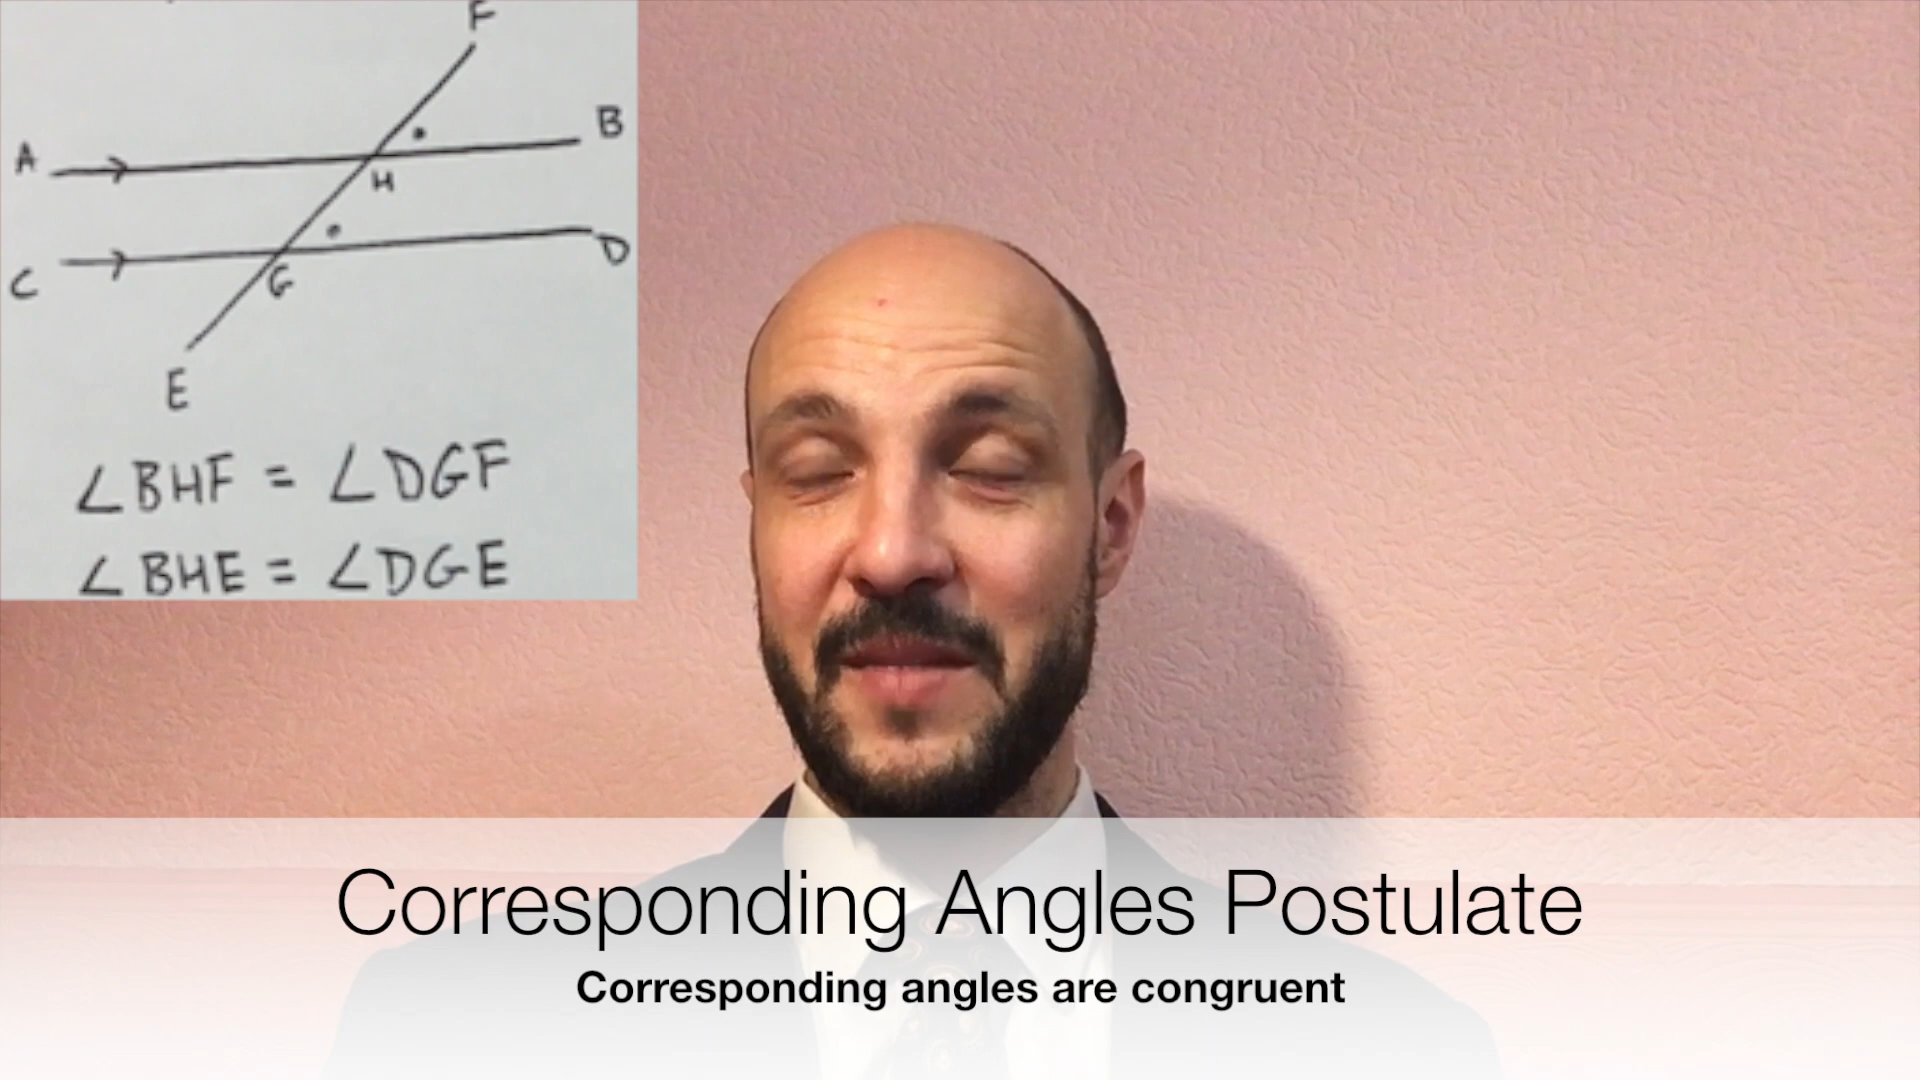 F
A
B
H
C
G
D
E
∠BHF = ∠DGF
∠BHE = ∠DGE
Corresponding Angles Postulate
Corresponding angles are congruent